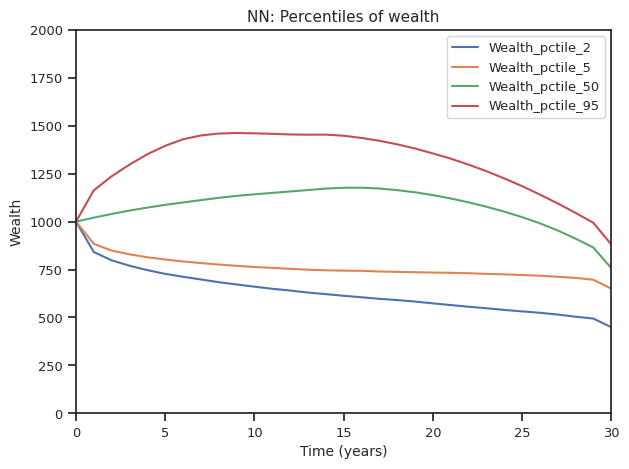 NN: Percentiles of wealth
Wealth_pctile_2
Wealth_pctile_5
Wealth_pctile_50
Wealth_pctile_95
Wealth
2000
1750
1500
1250
1000
750
500
250
0
0 5 10 15 20 25 30
Time (years)